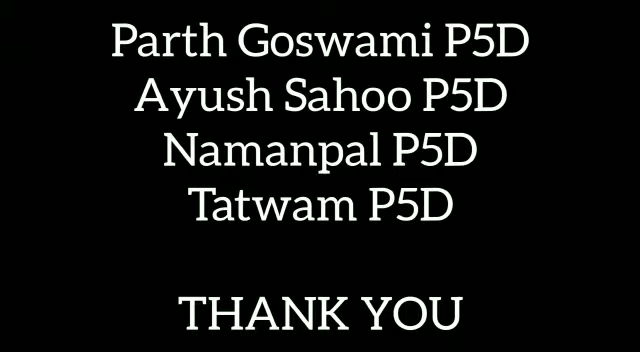 Parth Goswami P5D
Ayush Sahoo P5D
Namanpal P5D
Tatwam P5D
THANK YOU